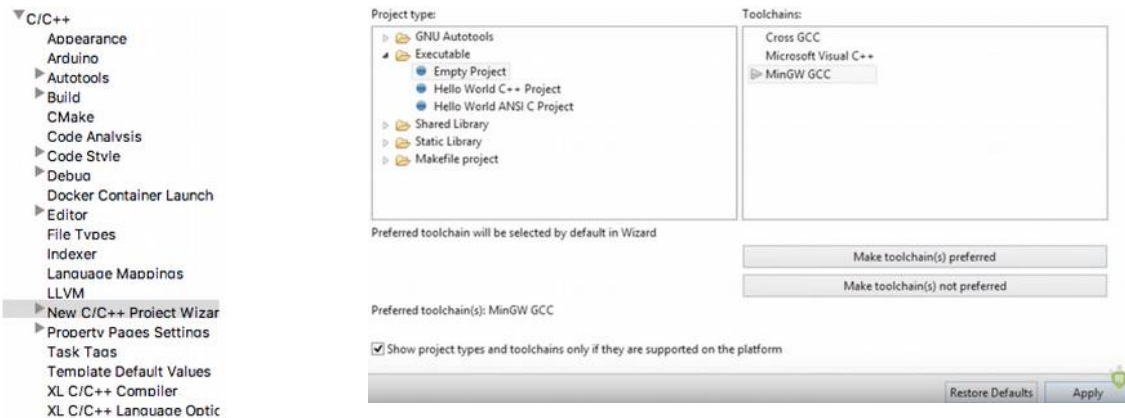 C/C++
Appearance
Arduino
Autotools
Build
CMake
Code Analysis
Code Style
Debug
Docker Container Launch
Editor
File Types
Indexer
Language Mappings
LLVM
New C/C++ Project Wizar
Property Pages Settings
Task Tags
Template Default Values
XL C/C++ Compiler
XL C/C++ Language Optic
Project type:
GNU Autotools
Executable
Empty Project
Hello World C++ Project
Hello World ANSI C Project
Shared Library
Static Library
Makefile project
Toolchains:
Cross GCC
Microsoft Visual C++
MinGW GCC
Preferred toolchain will be selected by default in Wizard
Make toolchain(s) preferred
Make toolchain(s) not preferred
Preferred toolchain(s): MinGW GCC
Show project types and toolchains only if they are supported on the platform
Restore Defaults
Apply